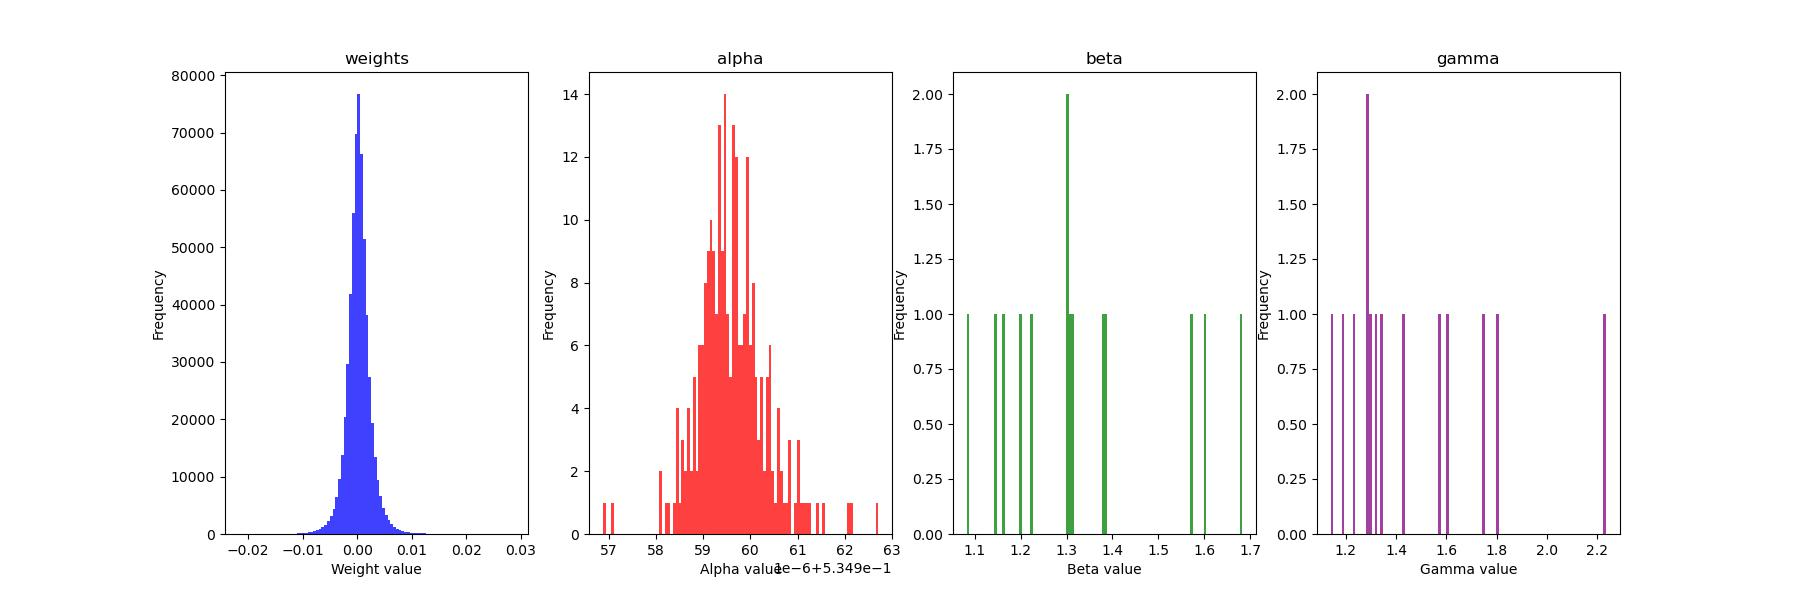 weights
80000
70000
60000
50000
40000
30000
20000
10000
0
Frequency
−0.02 −0.01 0.00 0.01 0.02 0.03
Weight value
alpha
14
12
10
8
6
4
2
0
Frequency
57 58 59 60 61 62 63
Alpha value
1e−6+5.349e−1
beta
2.00
1.75
1.50
1.25
1.00
0.75
0.50
0.25
0.00
Frequency
1.1 1.2 1.3 1.4 1.5 1.6 1.7
Beta value
gamma
2.00
1.75
1.50
1.25
1.00
0.75
0.50
0.25
0.00
Frequency
1.2 1.4 1.6 1.8 2.0 2.2
Gamma value